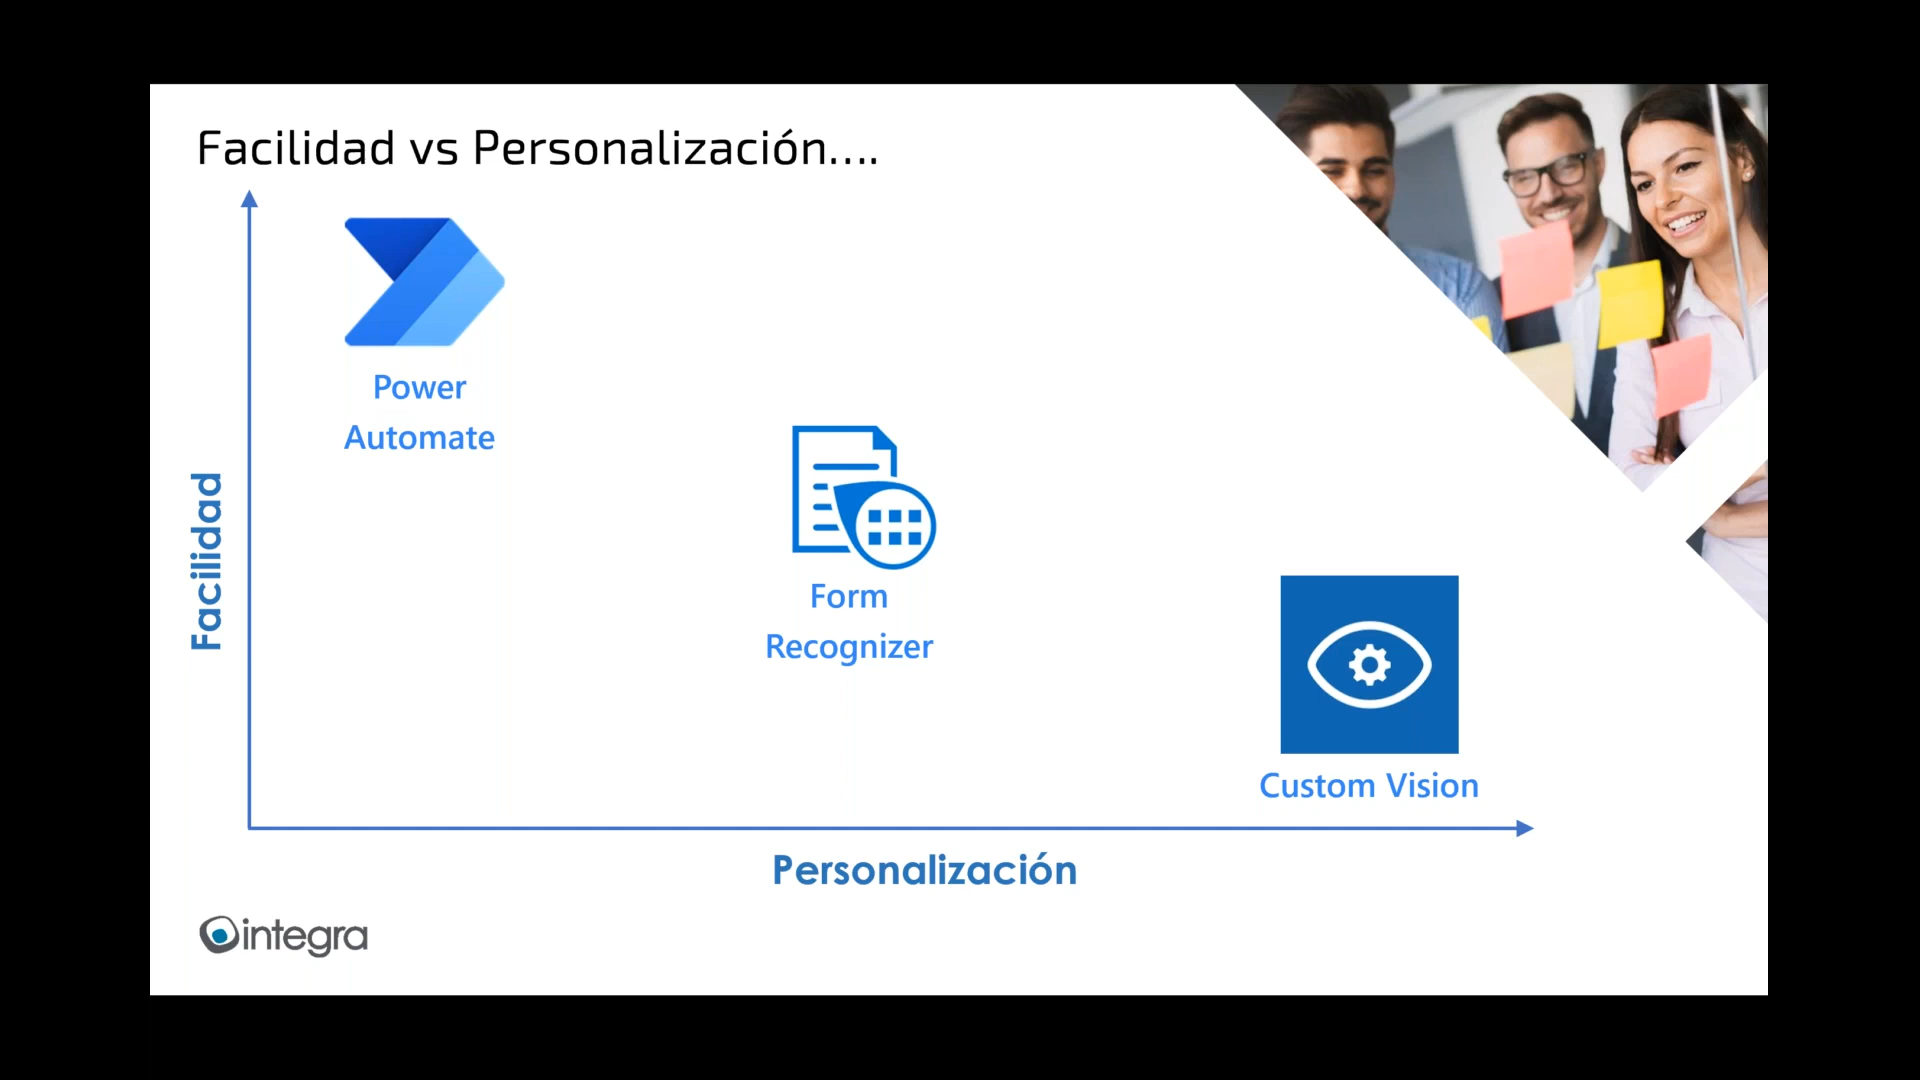 Facilidad vs Personalización....
Power
Automate
Facilidad
Form
Recognizer
Custom Vision
Personalización
integra